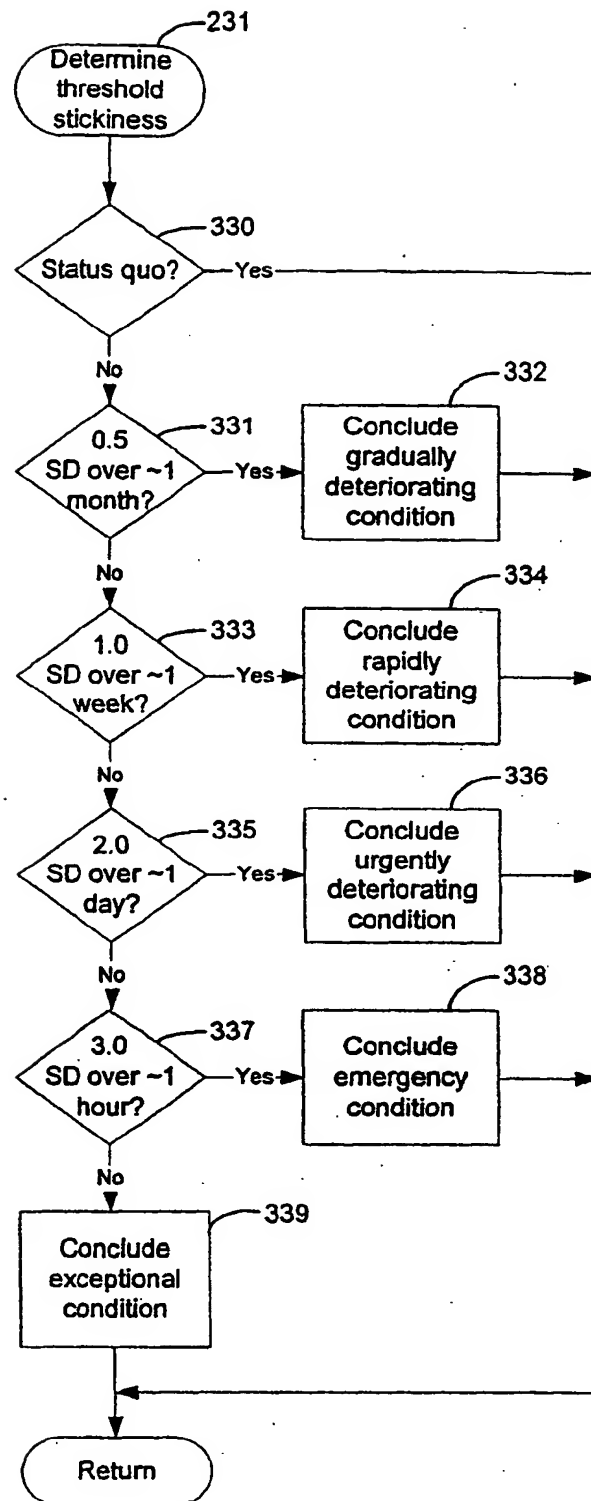 231
Determine
threshold
stickiness
330
Status quo?
Yes
No
331
0.5
SD over ~1
month?
Yes
332
Conclude
gradually
deteriorating
condition
No
333
1.0
SD over ~1
week?
Yes
334
Conclude
rapidly
deteriorating
condition
No
335
2.0
SD over ~1
day?
Yes
336
Conclude
urgently
deteriorating
condition
No
337
3.0
SD over ~1
hour?
Yes
338
Conclude
emergency
condition
No
339
Conclude
exceptional
condition
Return